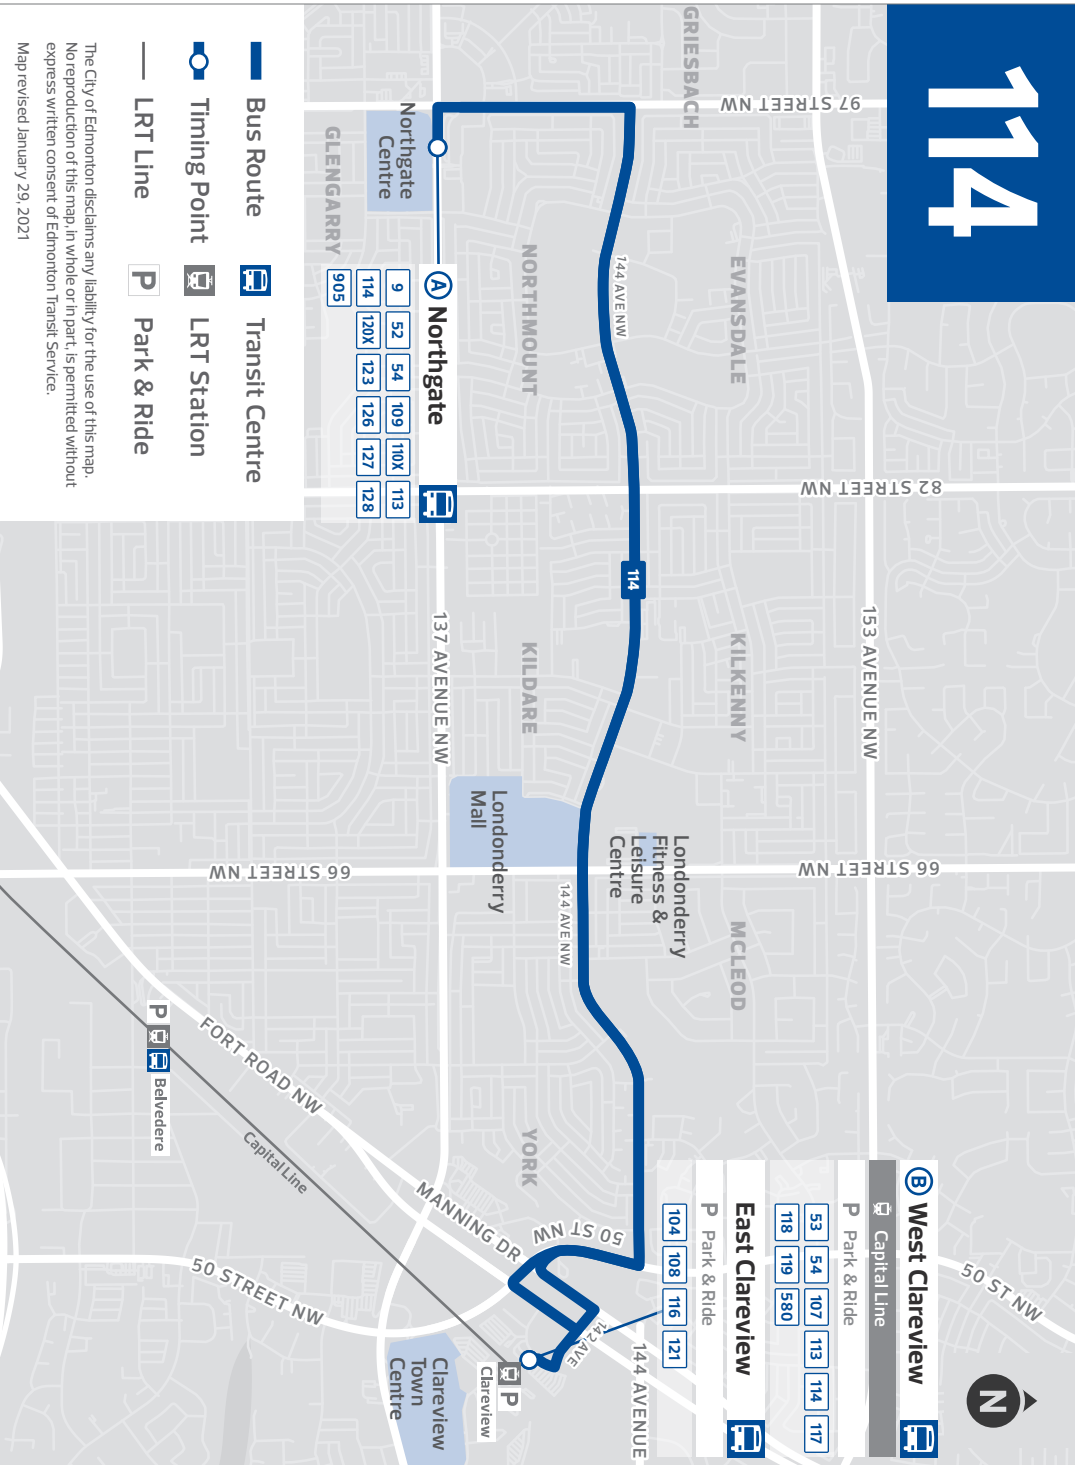 114
GRIESBACH
97 STREET NW
EVANSDALE
144 AVE NW
NORTHMOUNT
Northgate
Centre
GLENGARRY
A Northgate
9 52 54 109 110X 113
114 120X 123 126 127 128
905
82 STREET NW
114
153 AVENUE NW
KILKENNY
KILDARE
137 AVENUE NW
Londonderry
Mall
Londonderry
Fitness &
Leisure
Centre
66 STREET NW
66 STREET NW
144 AVE NW
MCLEOD
YORK
FORT ROAD NW
MANNING DR
Capital Line
P Belvedere
50 ST NW
50 STREET NW
50 ST NW
142 AVE
144 AVENUE
P
Clareview
Clareview
Town
Centre
B West Clareview
Capital Line
P Park & Ride
53 54 107 113 114 117
118 119 580
East Clareview
P Park & Ride
104 108 116 121
N
Bus Route
Timing Point
LRT Line
Transit Centre
LRT Station
P Park & Ride
The City of Edmonton disclaims any liability for the use of this map.
No reproduction of this map, in whole or in part, is permitted without
express written consent of Edmonton Transit Service.
Map revised January 29, 2021